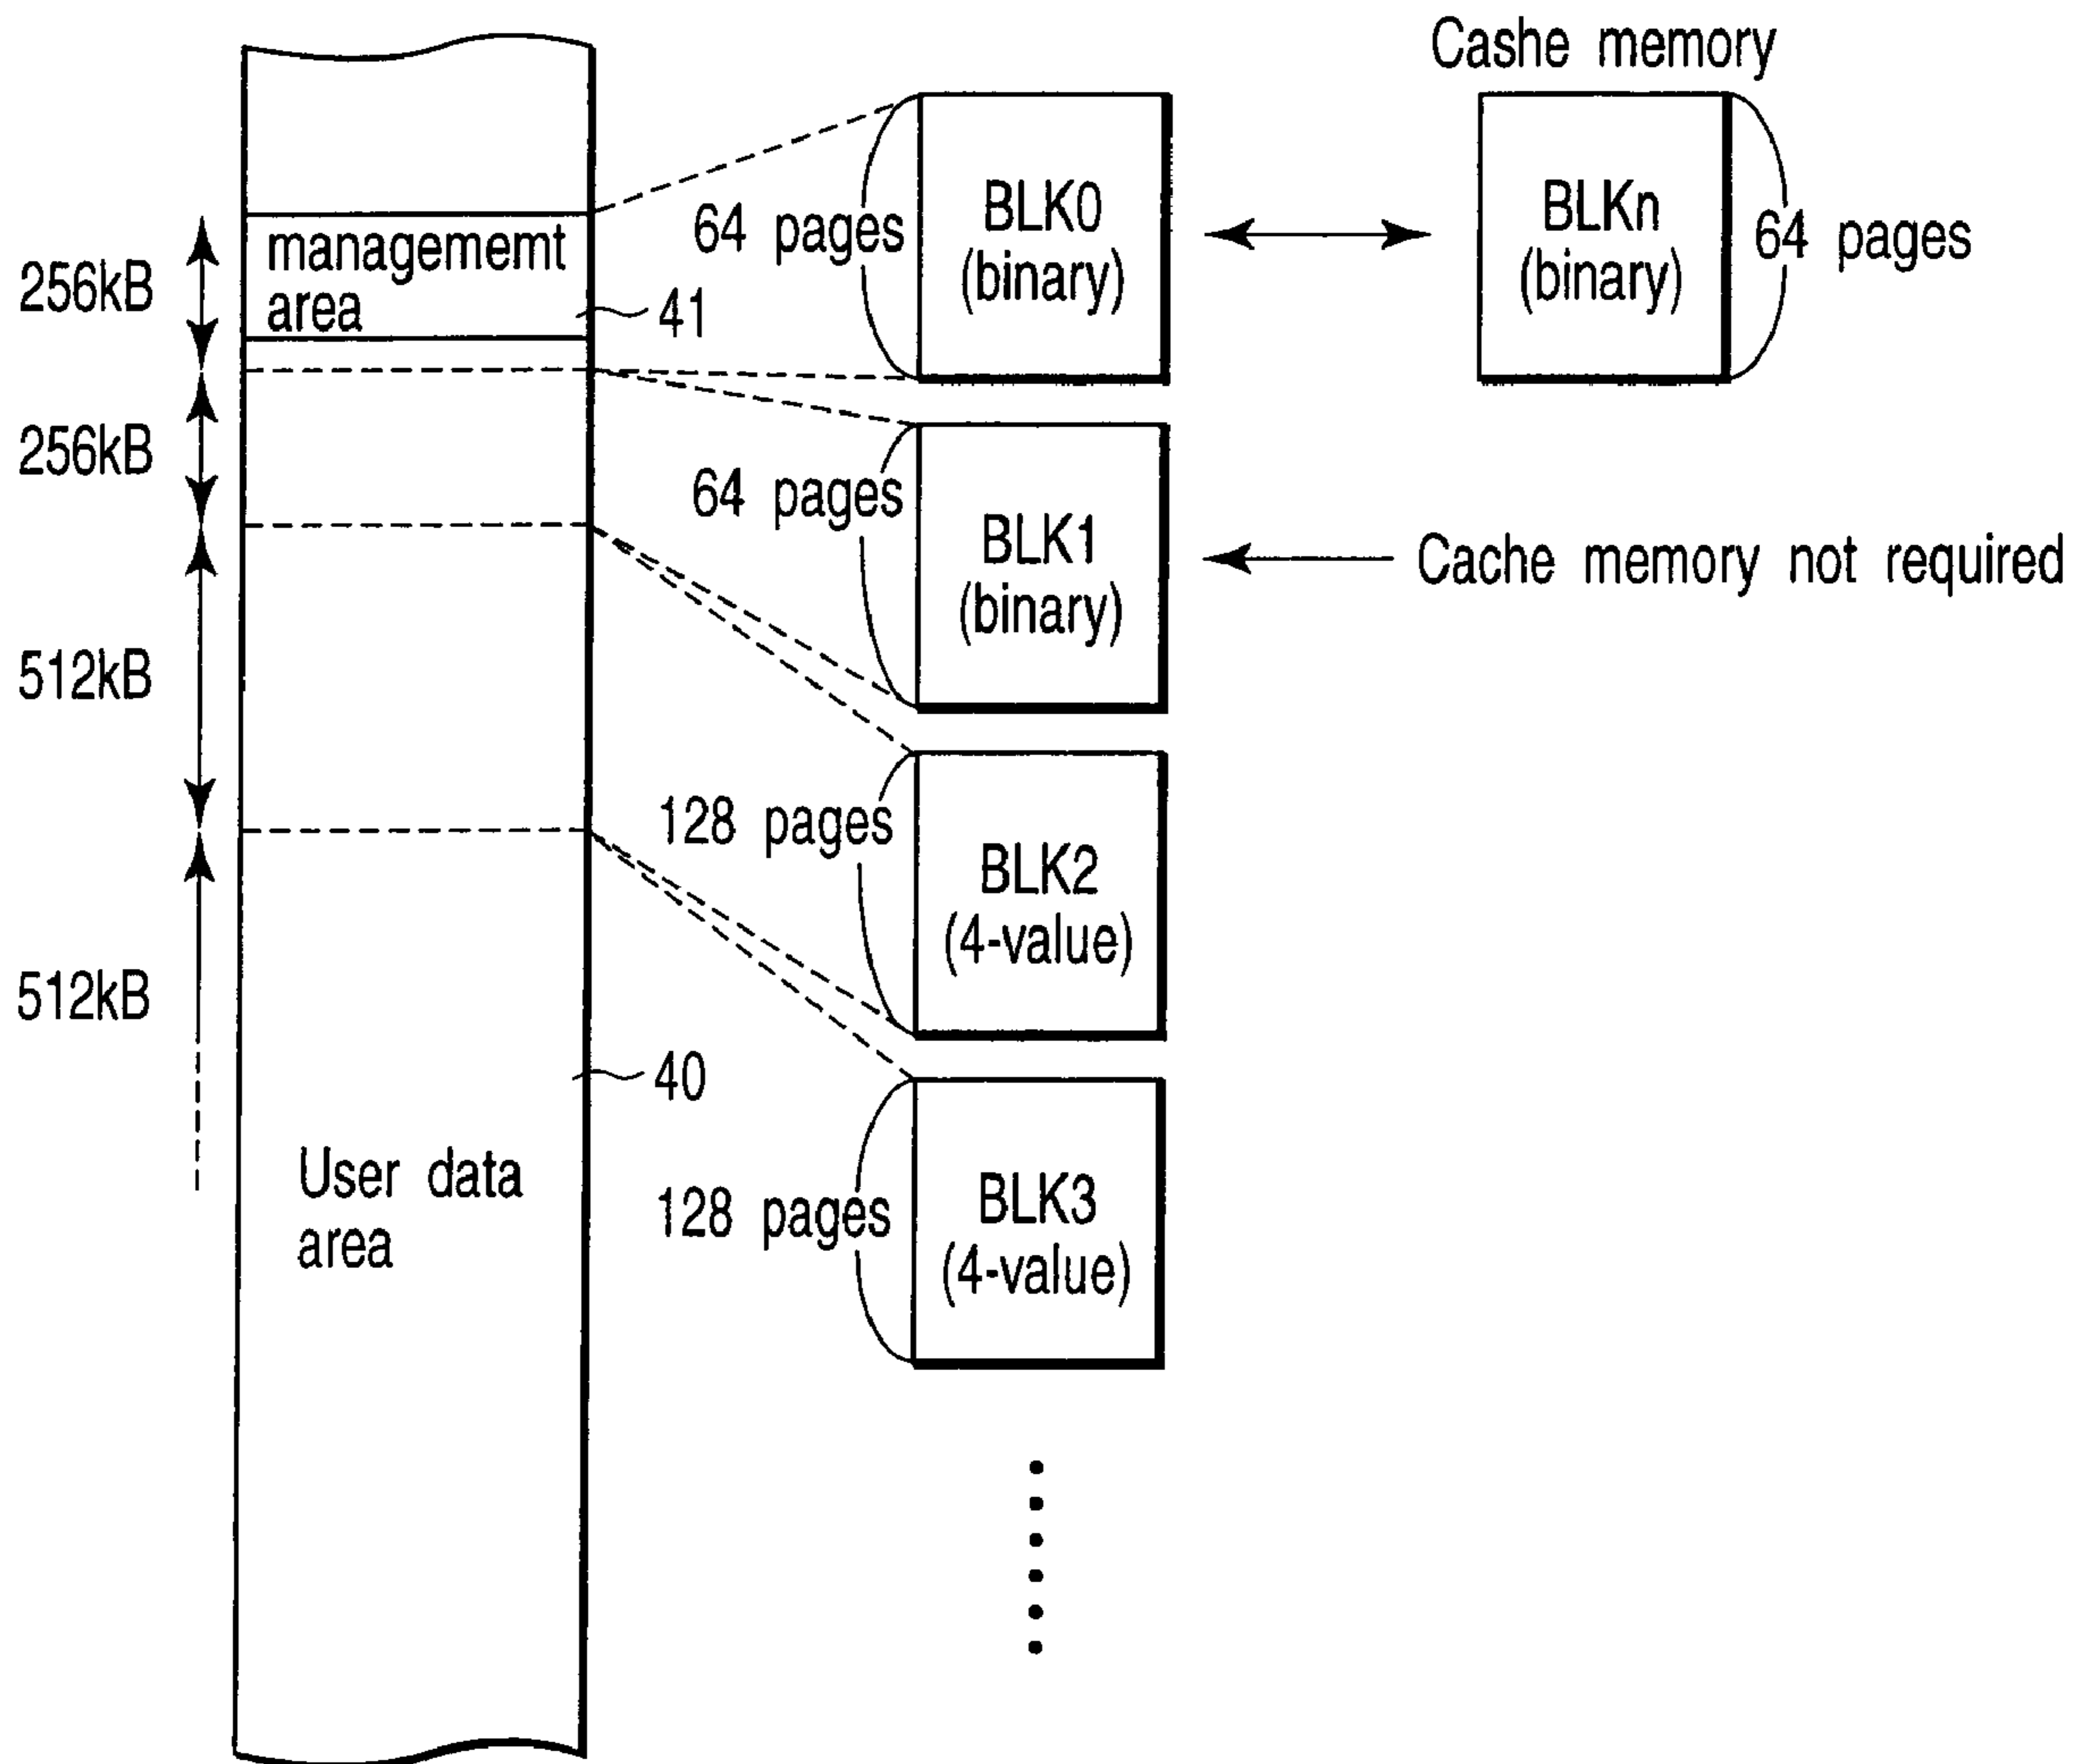 Cashe memory
256kB
managememt
area
41
64 pages
BLK0
(binary)
BLKn
(binary)
64 pages
256kB
64 pages
BLK1
(binary)
Cache memory not required
512kB
128 pages
BLK2
(4-value)
512kB
40
User data
area
128 pages
BLK3
(4-value)